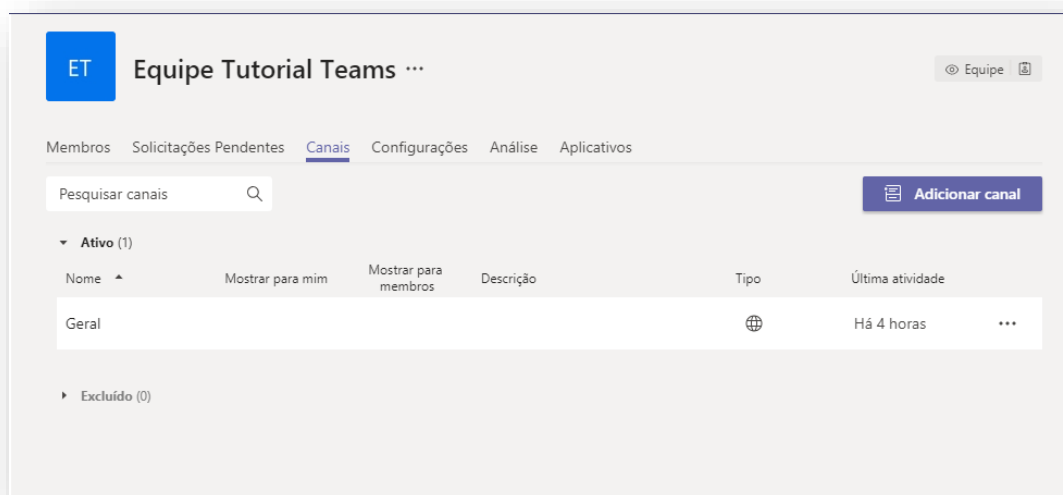 ET
Equipe Tutorial Teams ...
Equipe
Membros Solicitações Pendentes Canais Configurações Análise Aplicativos
Pesquisar canais
Adicionar canal
Ativo (1)
Nome Mostrar para mim Mostrar para membros Descrição Tipo Última atividade
Geral Há 4 horas ...
Excluído (0)